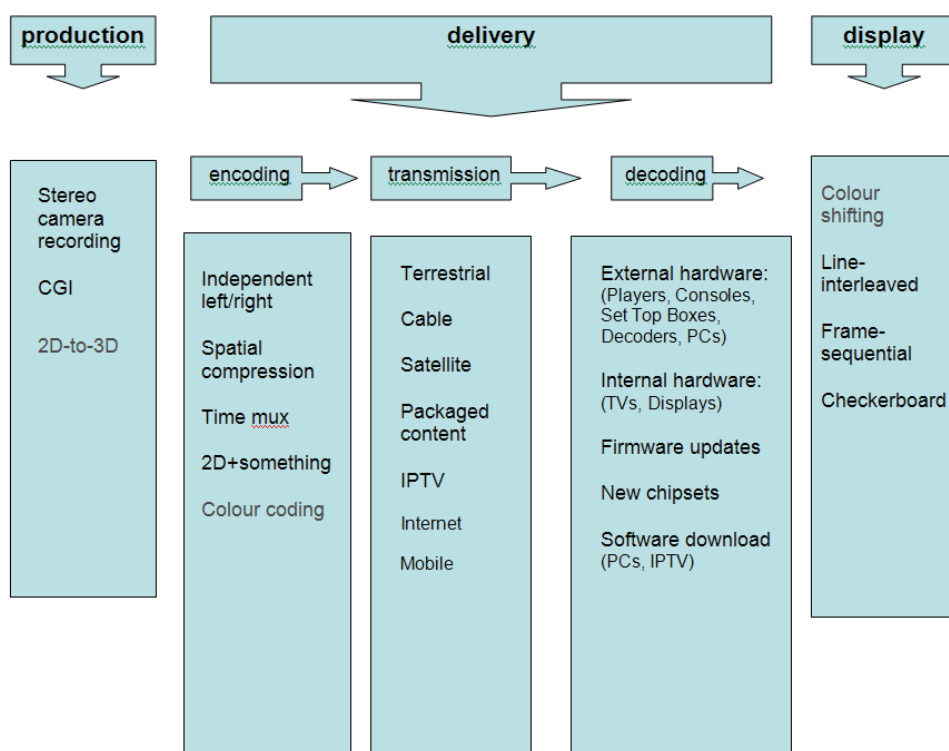 production
delivery
display
encoding
transmission
decoding
Stereo
camera
recording
CGI
2D-to-3D
Independent
left/right
Spatial
compression
Time mux
2D+something
Colour coding
Terrestrial
Cable
Satellite
Packaged
content
IPTV
Internet
Mobile
External hardware:
(Players, Consoles,
Set Top Boxes,
Decoders, PCs)
Internal hardware:
(TVs, Displays)
Firmware updates
New chipsets
Software download
(PCs, IPTV)
Colour
shifting
Line-
interleaved
Frame-
sequential
Checkerboard